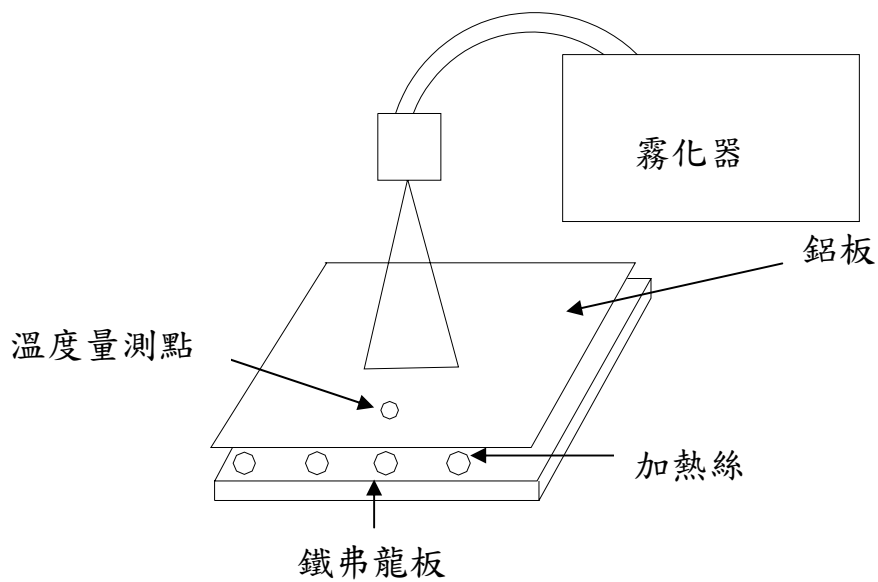 霧化器
鋁板
溫度量測點
加熱絲
鐵弗龍板